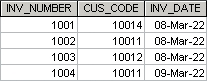 INV_NUMBER CUS_CODE INV_DATE
1001 10014 08-Mar-22
1002 10011 08-Mar-22
1003 10012 08-Mar-22
1004 10011 09-Mar-22